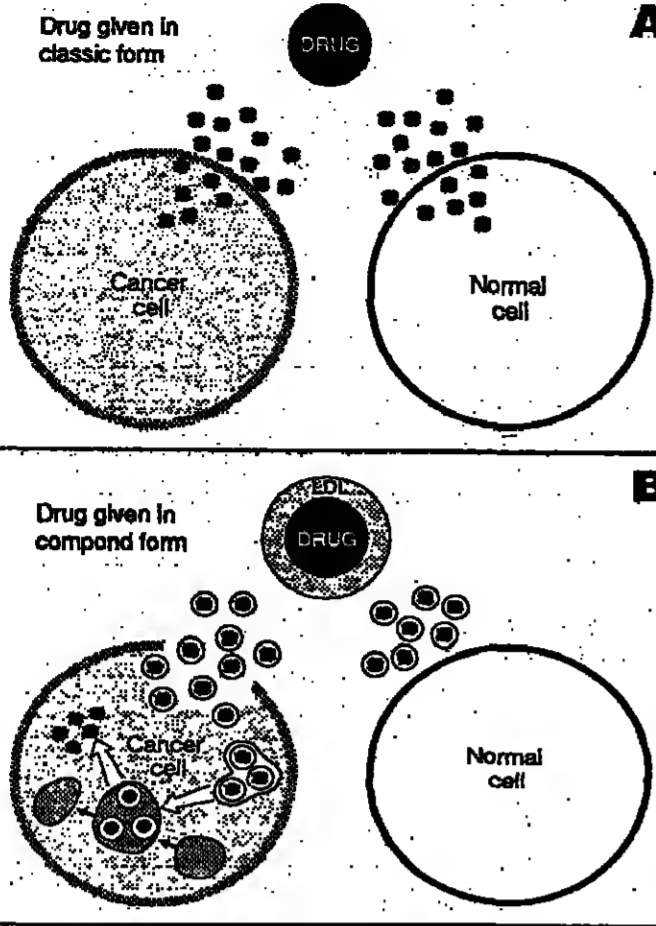 Drug given in
classic form
DRUG
A
Cancer
cell
Normal
cell
Drug given in
compond form
LDL
DRUG
B
Cancer
cell
Normal
cell